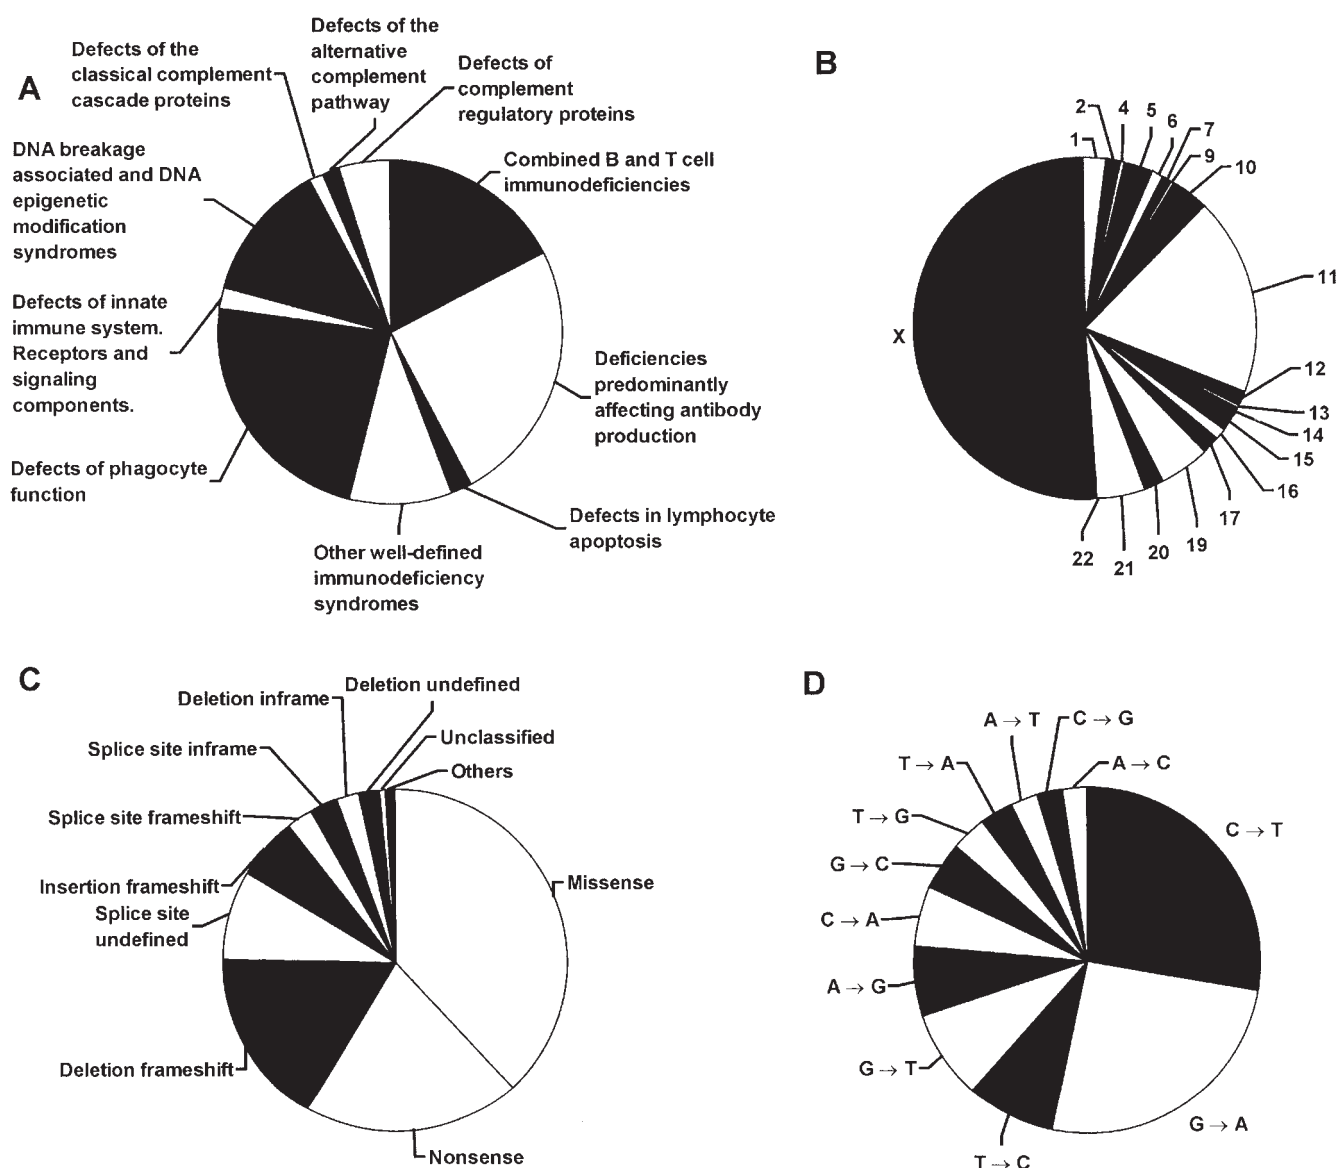 A
Defects of the
classical complement
cascade proteins
Defects of the
alternative
complement
pathway
Defects of
complement
regulatory proteins
Combined B and T cell
immunodeficiencies
DNA breakage
associated and DNA
epigenetic
modification
syndromes
Defects of innate
immune system.
Receptors and
signaling
components.
Deficiencies
predominantly
affecting antibody
production
Defects of phagocyte
function
Defects in lymphocyte
apoptosis
Other well-defined
immunodeficiency
syndromes
B
1
2
4
5
6
7
9
10
11
12
13
14
15
16
17
19
20
21
22
X
C
Deletion inframe
Deletion undefined
Splice site inframe
Unclassified
Others
Splice site frameshift
Insertion frameshift
Splice site
undefined
Missense
Deletion frameshift
Nonsense
D
A → T
C → G
T → A
A → C
T → G
C → T
G → C
C → A
A → G
G → T
G → A
T → C